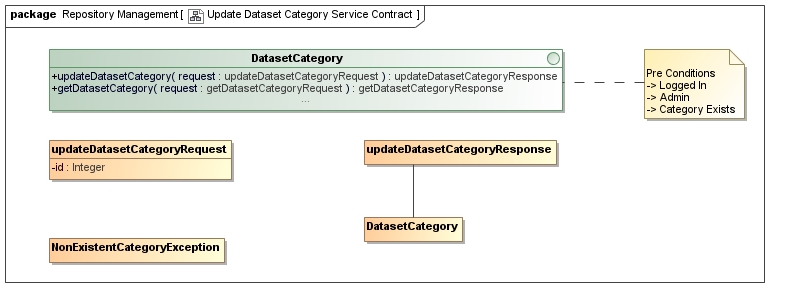 package Repository Management[ Update Dataset Category Service Contract ]
DatasetCategory
+updateDatasetCategory( request : updateDatasetCategoryRequest ) : updateDatasetCategoryResponse
+getDatasetCategory( request : getDatasetCategoryRequest ) : getDatasetCategoryResponse
...
Pre Conditions
-> Logged In
-> Admin
-> Category Exists
updateDatasetCategoryRequest
-id : Integer
updateDatasetCategoryResponse
DatasetCategory
NonExistentCategoryException